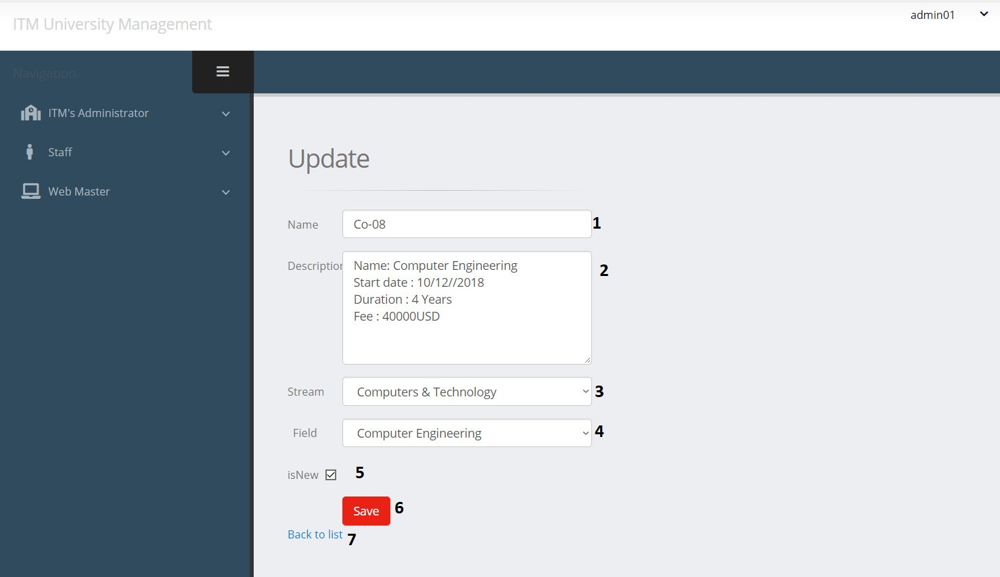 ITM University Management
admin01
Navigation
ITM's Administrator
Staff
Web Master
Update
Name Co-08 1
Description Name: Computer Engineering 2
Start date : 10/12//2018
Duration : 4 Years
Fee : 40000USD
Stream Computers & Technology 3
Field Computer Engineering 4
isNew 5
Save 6
Back to list 7